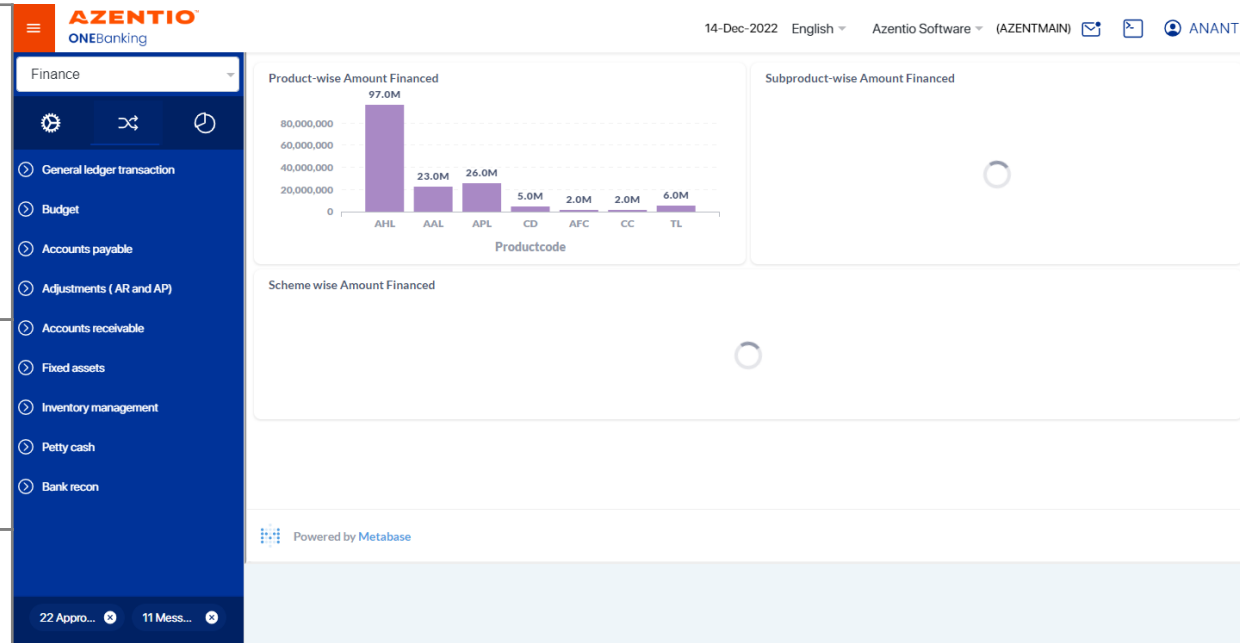 AZENTIO™
ONEBanking
14-Dec-2022 English Azentio Software (AZENTMAIN) ANANT
Finance
General ledger transaction
Budget
Accounts payable
Adjustments ( AR and AP)
Accounts receivable
Fixed assets
Inventory management
Petty cash
Bank recon
22 Appro... 11 Mess...
Product-wise Amount Financed
97.0M
80,000,000
60,000,000
40,000,000
20,000,000
0
23.0M
26.0M
5.0M
2.0M
2.0M
6.0M
AHL AAL APL CD AFC CC TL
Productcode
Subproduct-wise Amount Financed
Scheme wise Amount Financed
Powered by Metabase